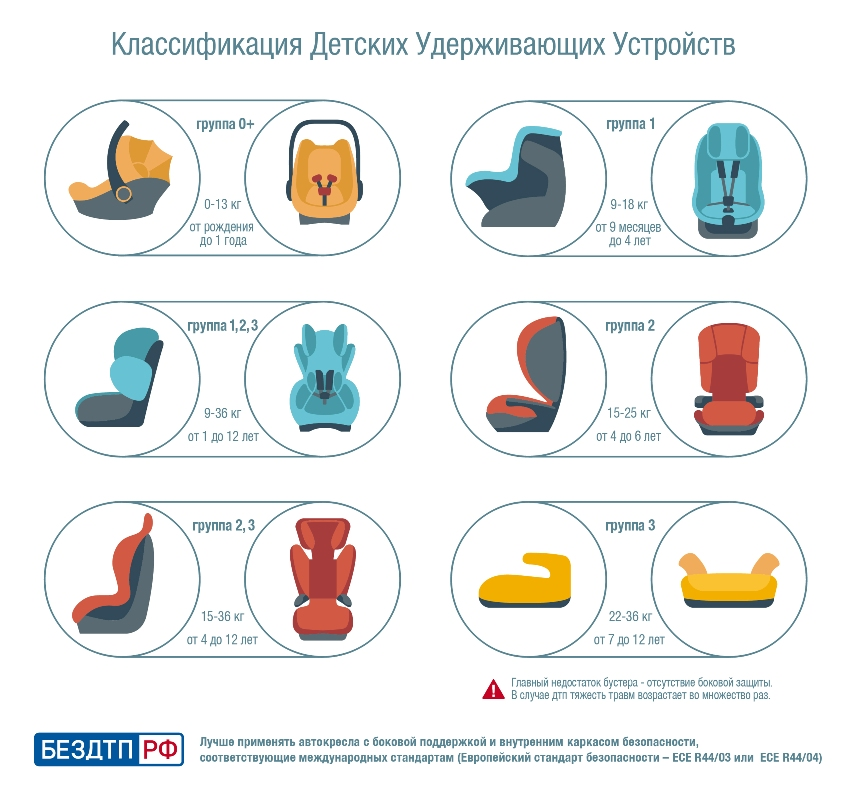 Классификация Детских Удерживающих Устройств
группа 0+
0-13 кг
от рождения
до 1 года
группа 1
9-18 кг
от 9 месяцев
до 4 лет
группа 1,2,3
9-36 кг
от 1 до 12 лет
группа 2
15-25 кг
от 4 до 6 лет
группа 2,3
15-36 кг
от 4 до 12 лет
группа 3
22-36 кг
от 7 до 12 лет
!
Главный недостаток бустера - отсутствие боковой защиты.
В случае дтп тяжесть травм возрастает во множество раз.
БЕЗДТП РФ
Лучше применять автокресла с боковой поддержкой и внутренним каркасом безопасности,
соответствующие международных стандартам (Европейский стандарт безопасности – ECE R44/03 или ECE R44/04)